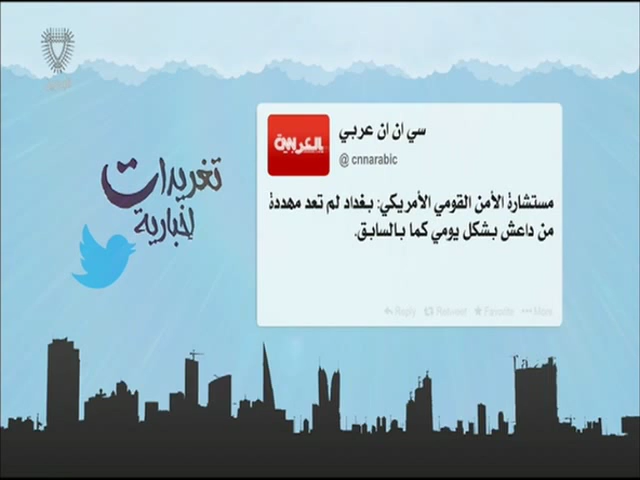 تغريدات
إخبارية
العربية
سي ان ان عربي
@ cnnarabic
مستشارة الأمن القومي الأمريكي: بغداد لم تعد مهددة
من داعش بشكل يومي كما بالسابق.
Reply Retweet Favorite More